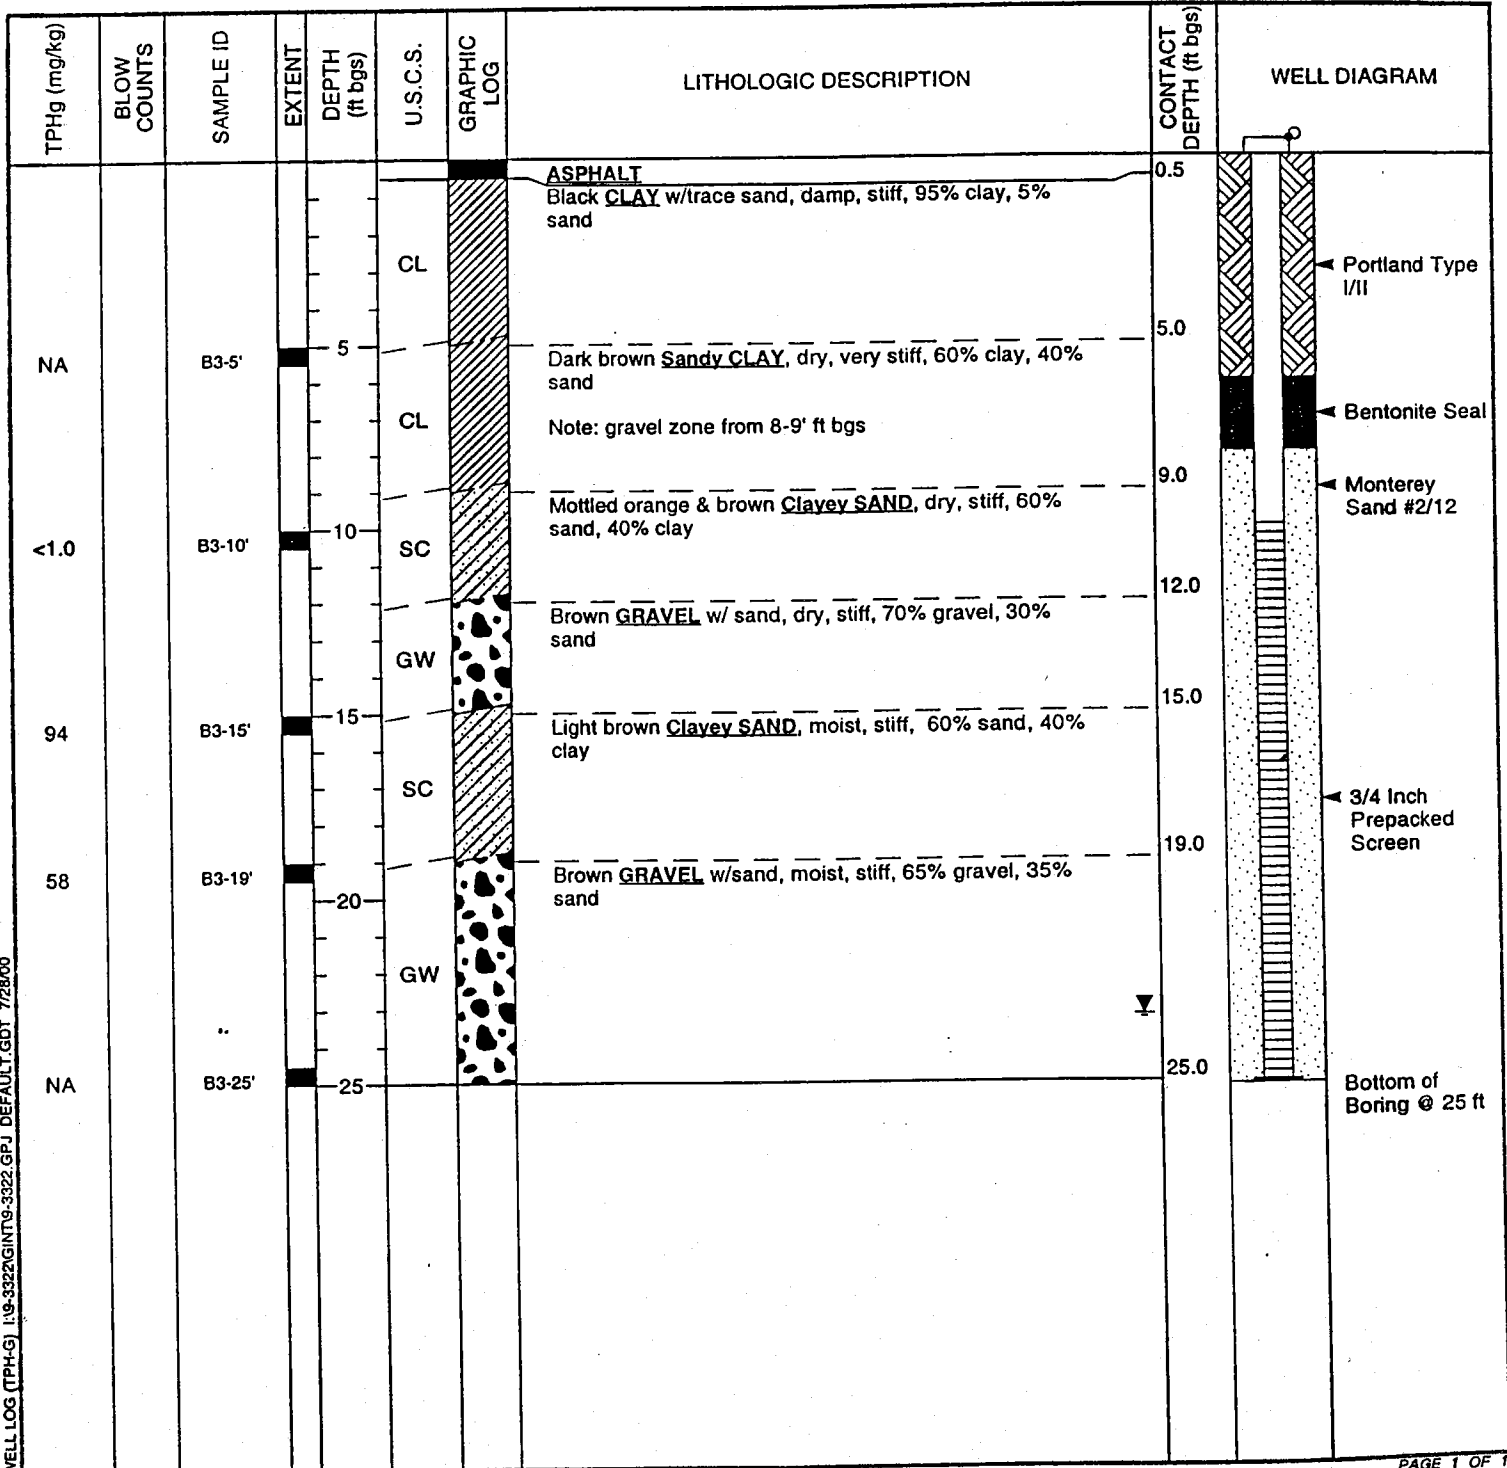 TPHg (mg/kg)
BLOW
COUNTS
SAMPLE ID
EXTENT
DEPTH
(ft bgs)
U.S.C.S.
GRAPHIC
LOG
LITHOLOGIC DESCRIPTION
CONTACT
DEPTH (ft bgs)
WELL DIAGRAM
ASPHALT
0.5
Black CLAY w/trace sand, damp, stiff, 95% clay, 5%
sand
CL
Portland Type
I/II
5.0
NA
B3-5'
5
Dark brown Sandy CLAY, dry, very stiff, 60% clay, 40%
sand
CL
Note: gravel zone from 8-9' ft bgs
Bentonite Seal
9.0
Monterey
Sand #2/12
Mottled orange & brown Clayey SAND, dry, stiff, 60%
sand, 40% clay
<1.0
B3-10'
10
SC
12.0
Brown GRAVEL w/ sand, dry, stiff, 70% gravel, 30%
sand
GW
15.0
94
B3-15'
15
Light brown Clayey SAND, moist, stiff, 60% sand, 40%
clay
SC
3/4 Inch
Prepacked
Screen
19.0
58
B3-19'
Brown GRAVEL w/sand, moist, stiff, 65% gravel, 35%
sand
20
GW
25.0
NA
B3-25'
25
Bottom of
Boring @ 25 ft
WELL LOG (TPH-G) I:\9-3322\GINT\9-3322.GPJ DEFAULT.GDT 7/28/00
PAGE 1 OF 1